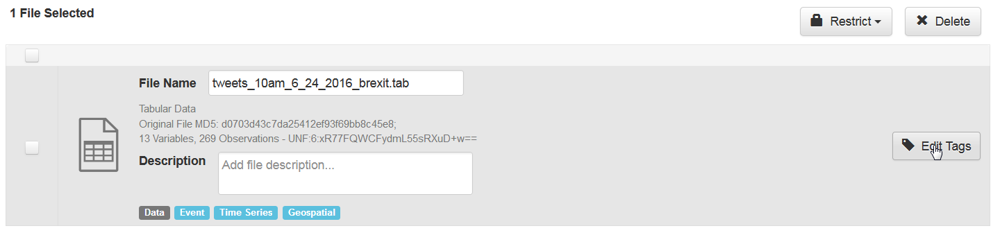 1 File Selected
Restrict
Delete
File Name
tweets_10am_6_24_2016_brexit.tab
Tabular Data
Original File MD5: d0703d43c7da25412ef93f69bb8c45e8;
13 Variables, 269 Observations - UNF:6:xR77FQWCFydmL55sRXuD+w==
Edit Tags
Description
Add file description...
Data Event Time Series Geospatial